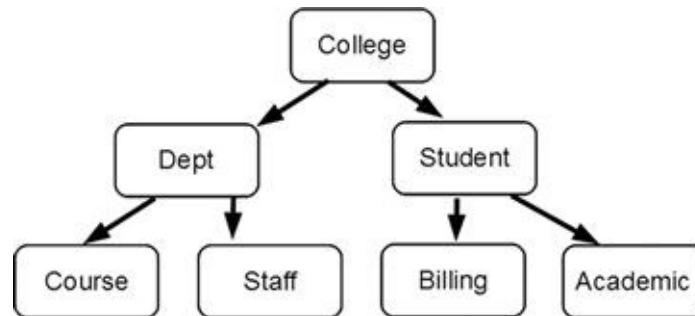 College
Dept
Student
Course
Staff
Billing
Academic